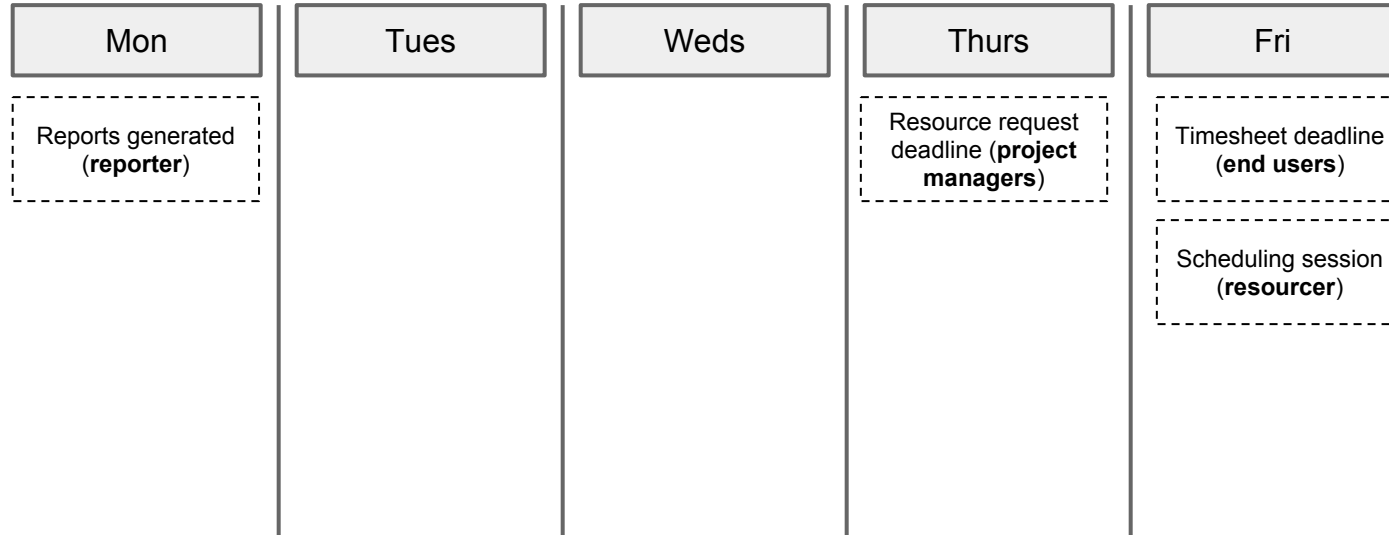 Mon
Tues
Weds
Thurs
Fri
Reports generated
(reporter)
Resource request
deadline (project
managers)
Timesheet deadline
(end users)
Scheduling session
(resourcer)